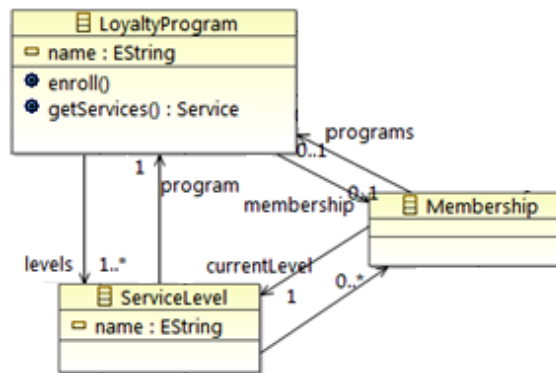 LoyaltyProgram
name : EString
enroll()
getServices() : Service
programs
0..1
1
program
0..1
membership
Membership
levels
1..*
currentLevel
1
0..*
ServiceLevel
name : EString